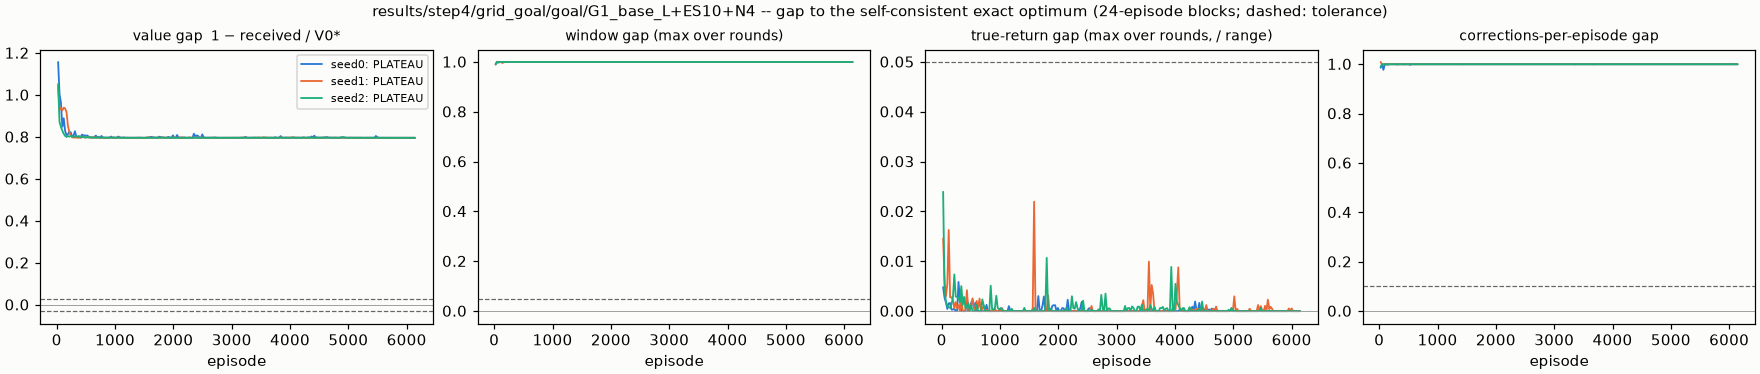 results/step4/grid_goal/goal/G1_base_L+ES10+N4 -- gap to the self-consistent exact optimum (24-episode blocks; dashed: tolerance)
value gap 1 − received / V0*
1.2
1.0
0.8
0.6
0.4
0.2
0.0
seed0: PLATEAU
seed1: PLATEAU
seed2: PLATEAU
0 1000 2000 3000 4000 5000 6000
episode
window gap (max over rounds)
1.0
0.8
0.6
0.4
0.2
0.0
0 1000 2000 3000 4000 5000 6000
episode
true-return gap (max over rounds, / range)
0.05
0.04
0.03
0.02
0.01
0.00
0 1000 2000 3000 4000 5000 6000
episode
corrections-per-episode gap
1.0
0.8
0.6
0.4
0.2
0.0
0 1000 2000 3000 4000 5000 6000
episode